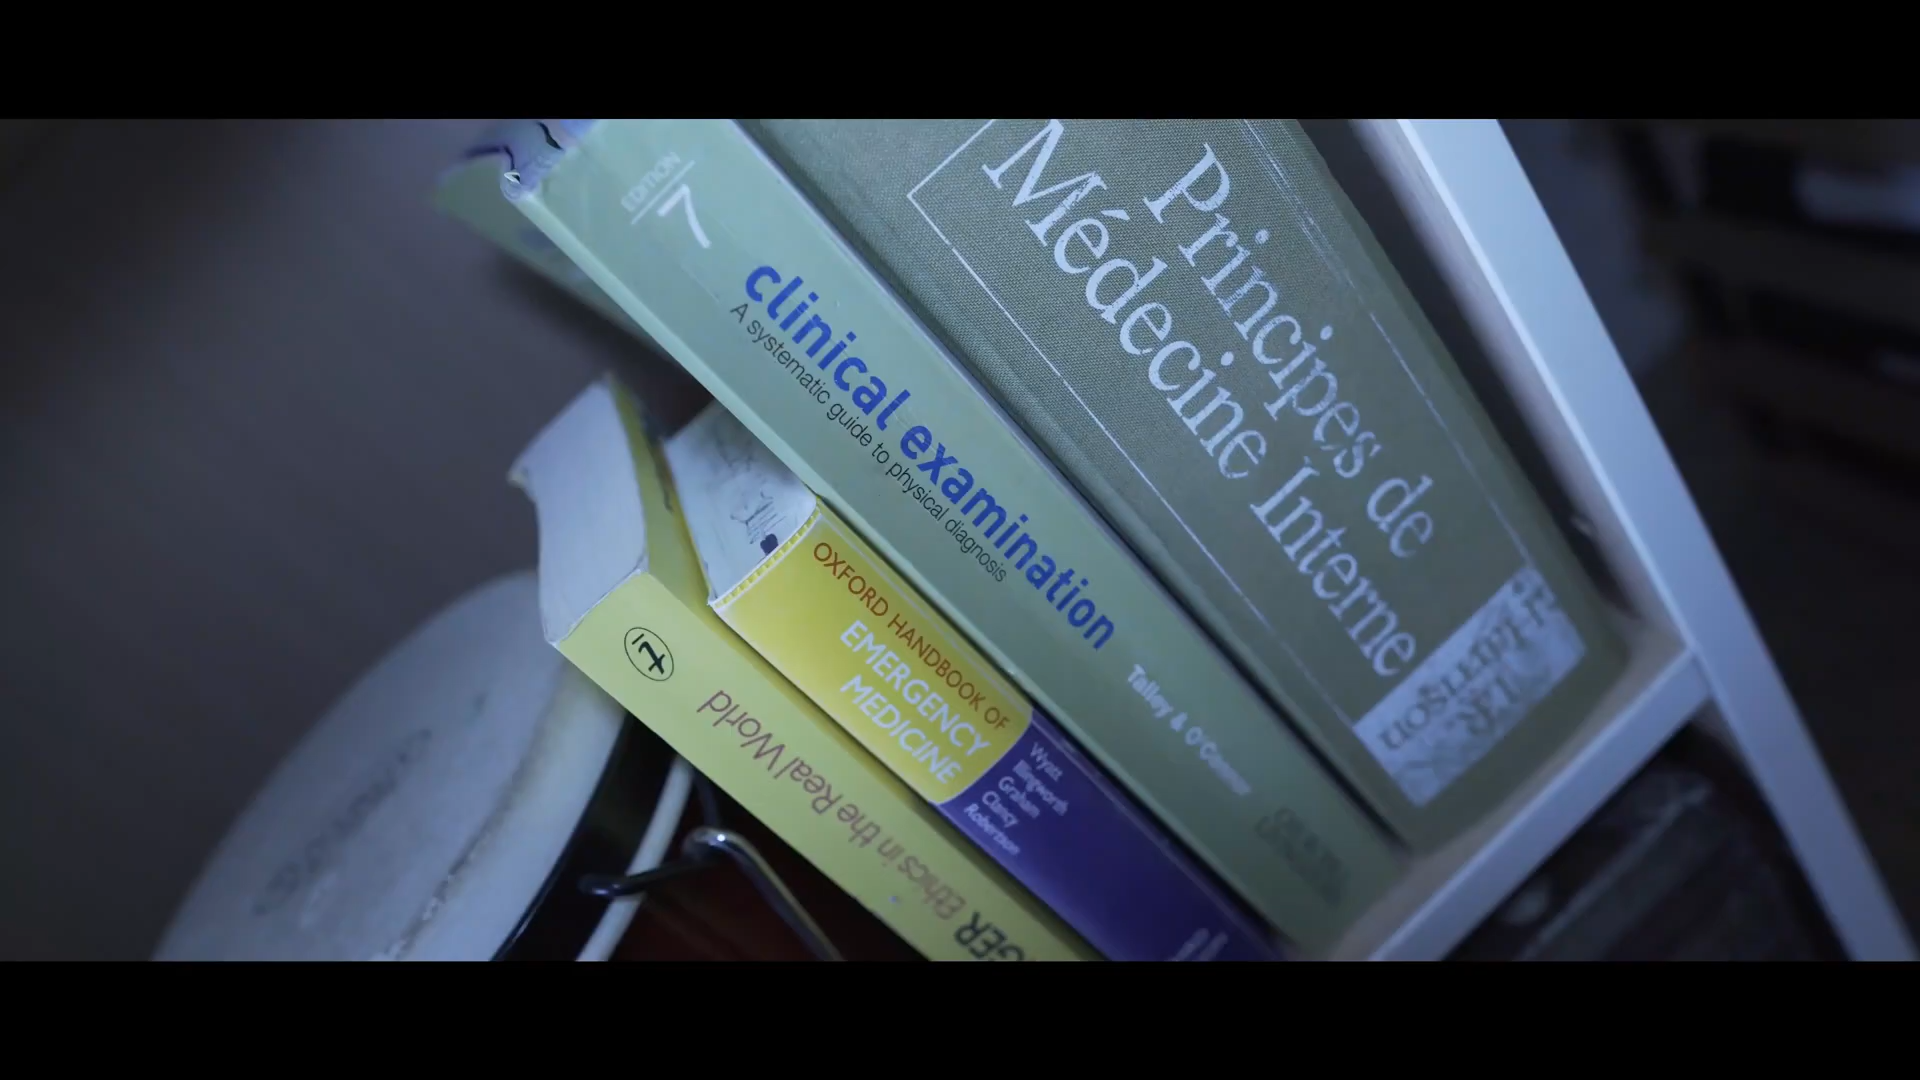 EDITION
7
clinical examination
A systematic guide to physical diagnosis
Talley & O'Connor
Principes de
Médecine Interne
OXFORD HANDBOOK OF
EMERGENCY
MEDICINE
Wyatt
Illingworth
Graham
Clancy
Robertson
Ethics in the Real World